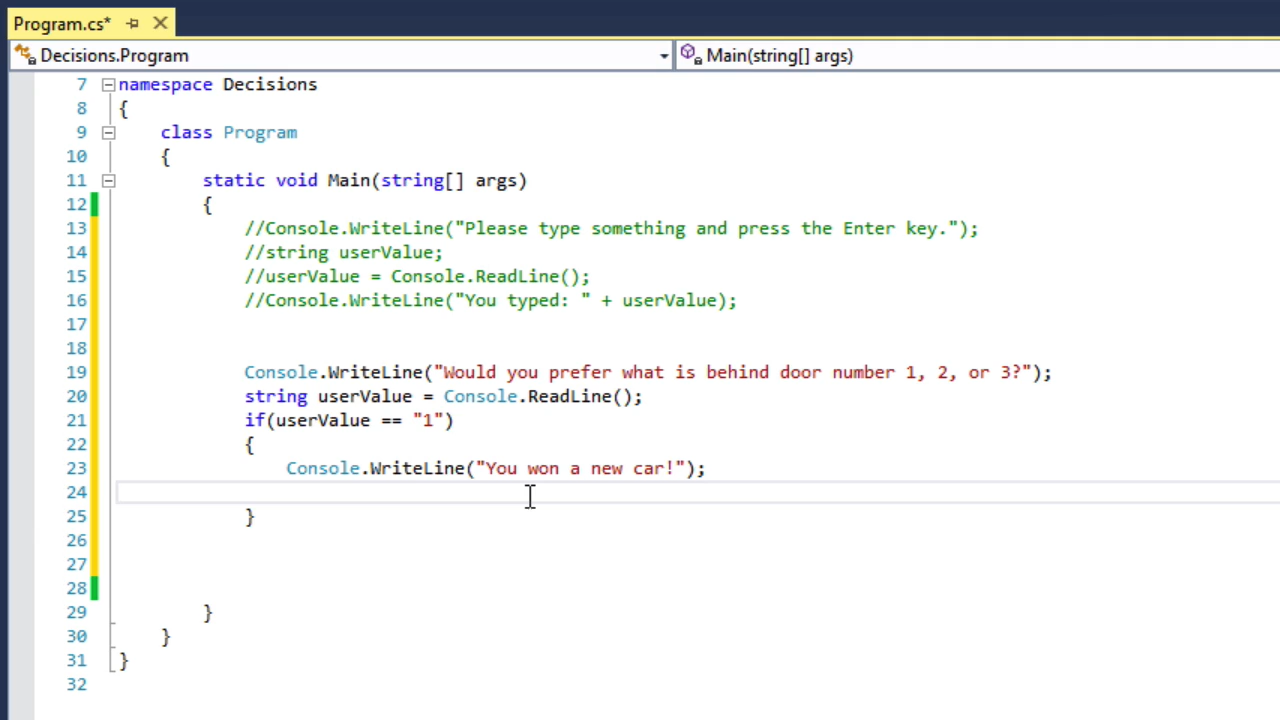 Program.cs*
Decisions.Program Main(string[] args)
7 namespace Decisions
8 {
9 class Program
10 {
11 static void Main(string[] args)
12 {
13 //Console.WriteLine("Please type something and press the Enter key.");
14 //string userValue;
15 //userValue = Console.ReadLine();
16 //Console.WriteLine("You typed: " + userValue);
17
18
19 Console.WriteLine("Would you prefer what is behind door number 1, 2, or 3?");
20 string userValue = Console.ReadLine();
21 if(userValue == "1")
22 {
23 Console.WriteLine("You won a new car!");
24
25 }
26
27
28
29 }
30 }
31 }
32